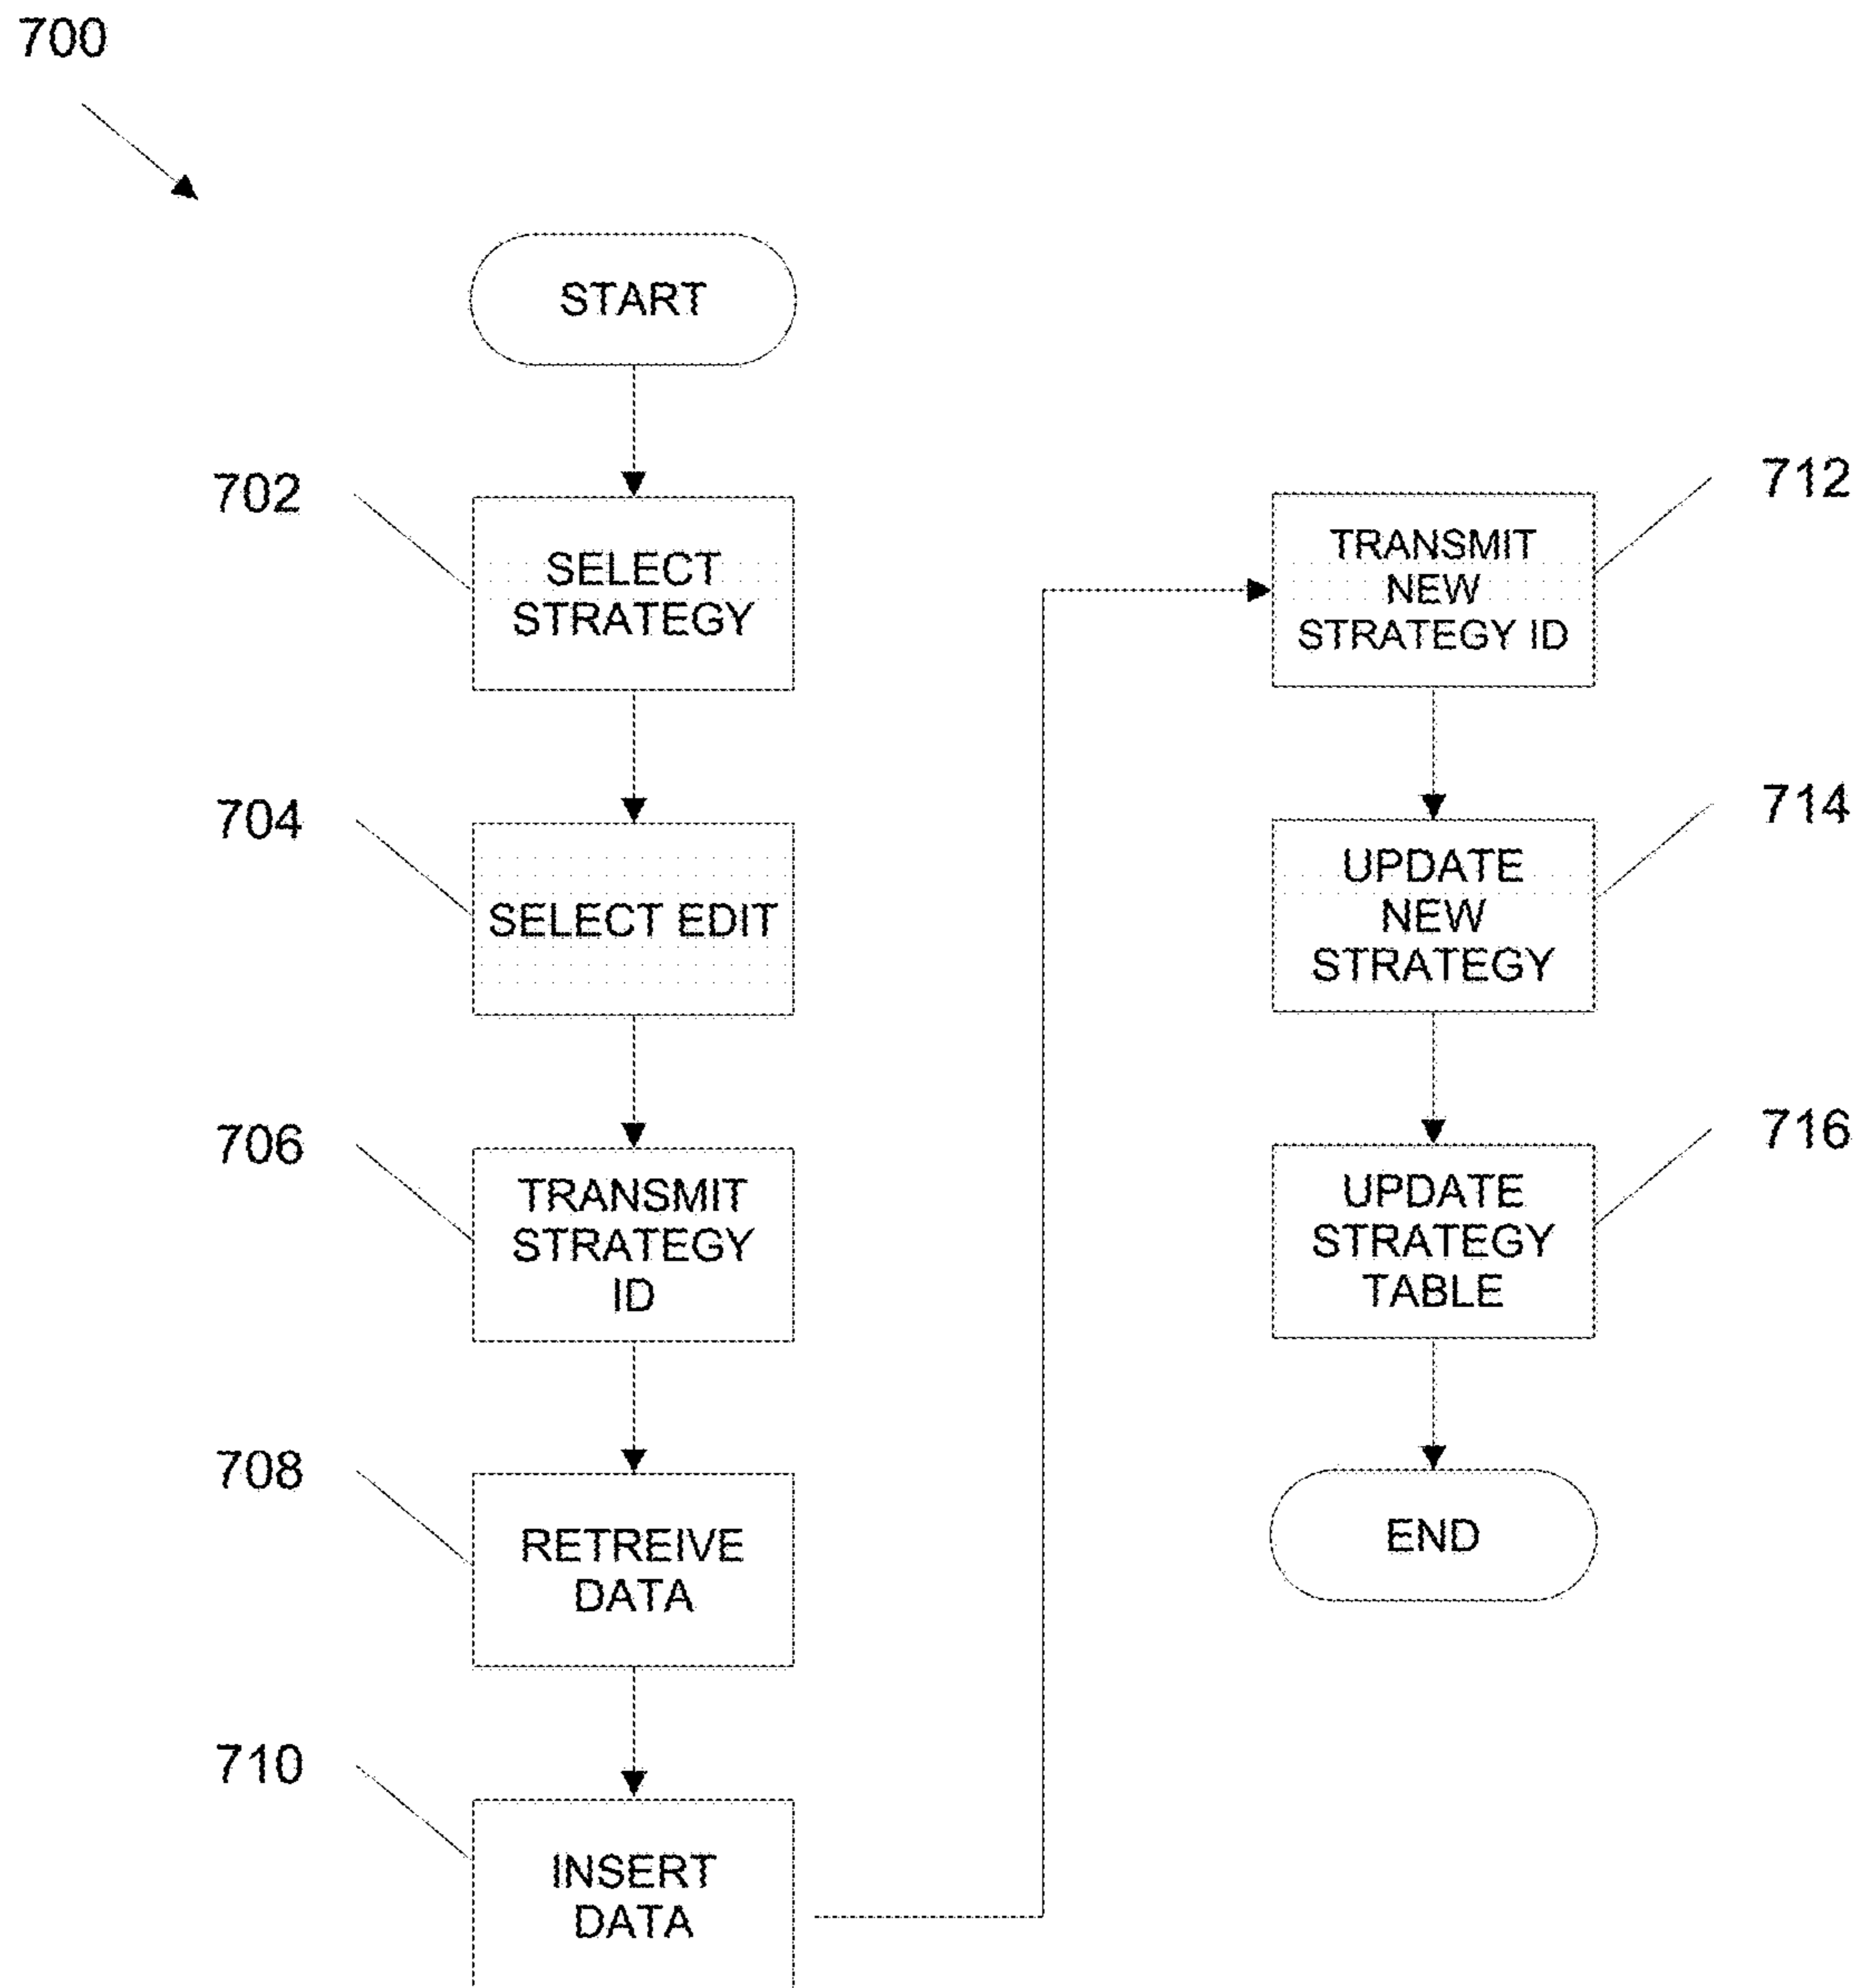 700
START
702
SELECT
STRATEGY
704
SELECT EDIT
706
TRANSMIT
STRATEGY
ID
708
RETREIVE
DATA
710
INSERT
DATA
712
TRANSMIT
NEW
STRATEGY ID
714
UPDATE
NEW
STRATEGY
716
UPDATE
STRATEGY
TABLE
END